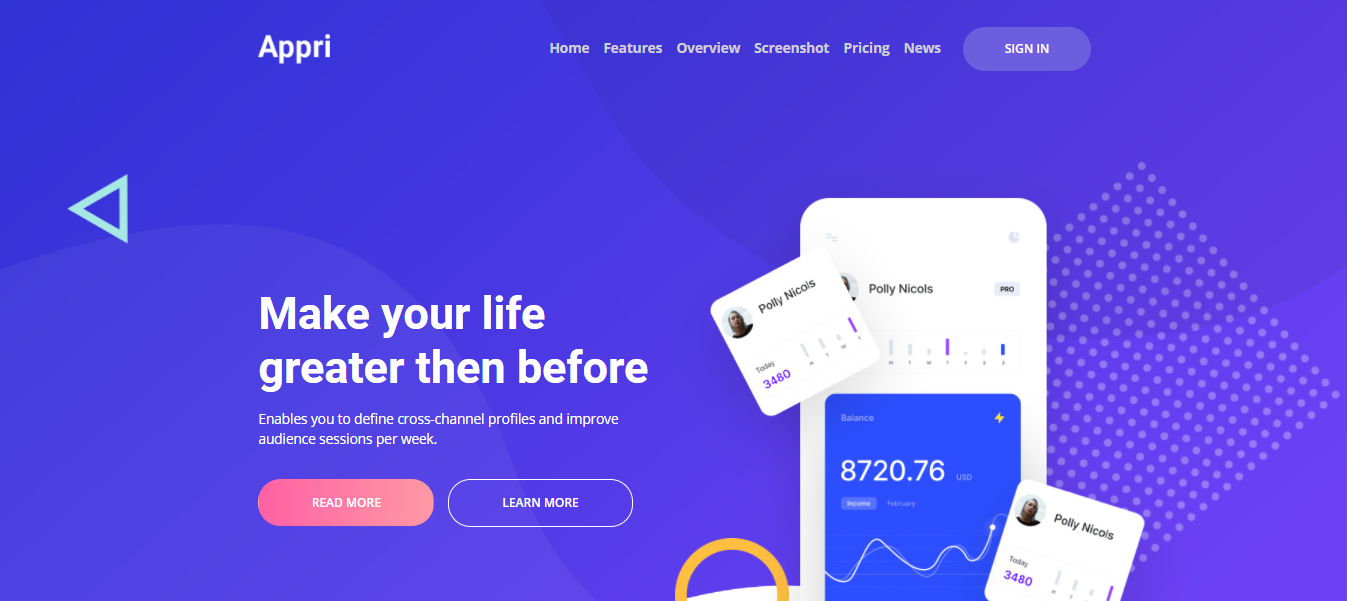 Appri
Home Features Overview Screenshot Pricing News SIGN IN
Make your life
greater then before
Enables you to define cross-channel profiles and improve
audience sessions per week.
READ MORE LEARN MORE
Polly Nicols PRO
M T W T F S S
Polly Nicols
Today
3480
M T W T
Balance
8720.76 USD
Income February
Polly Nicols
Today
3480